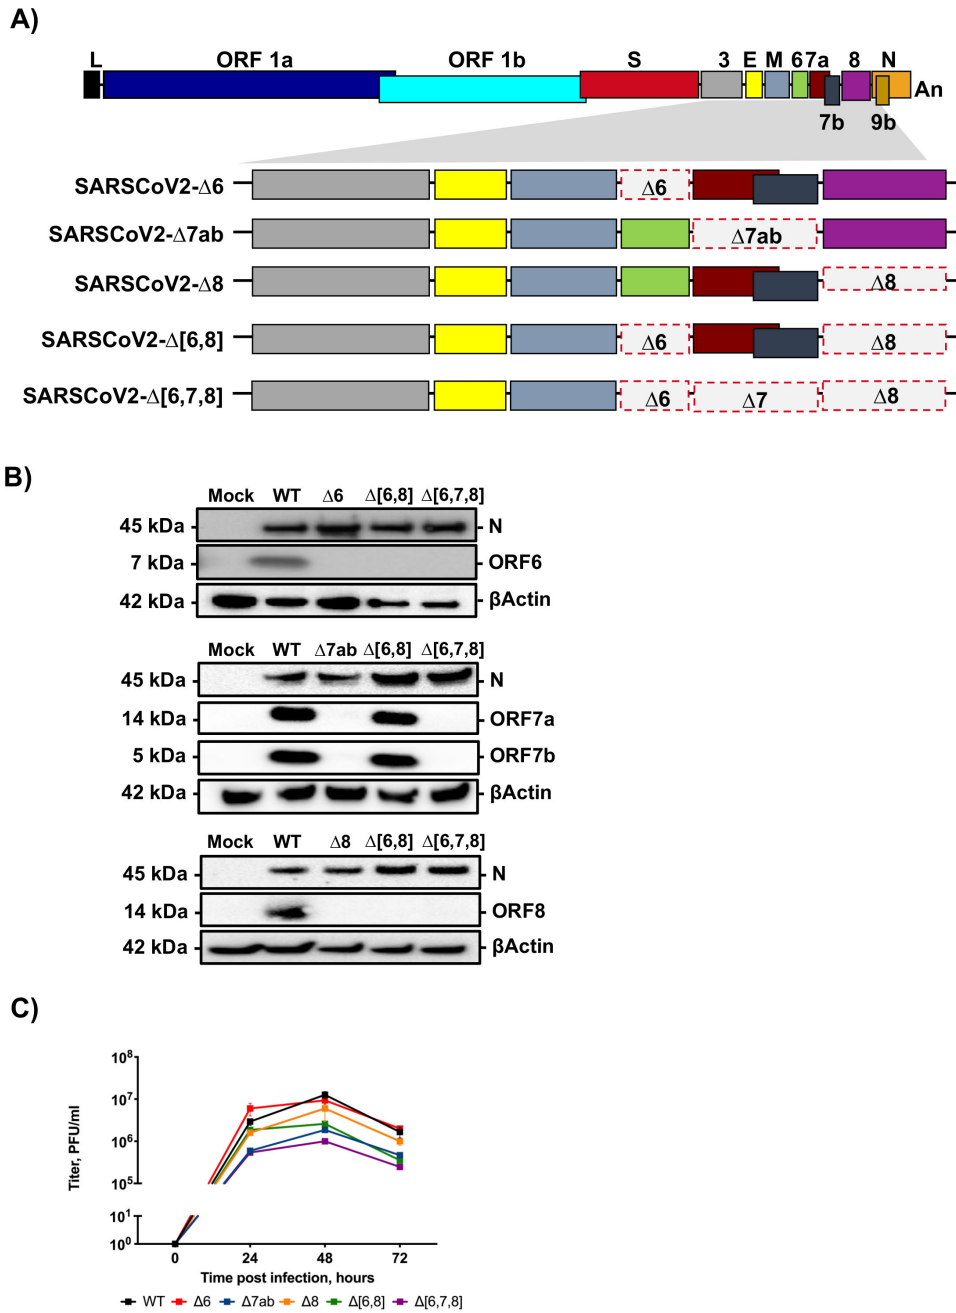 A)
L ORF 1a ORF 1b S 3 E M 6 7a 8 N An
7b 9b
SARSCoV2-Δ6 Δ6
SARSCoV2-Δ7ab Δ7ab
SARSCoV2-Δ8 Δ8
SARSCoV2-Δ[6,8] Δ6 Δ8
SARSCoV2-Δ[6,7,8] Δ6 Δ7 Δ8
B)
Mock WT Δ6 Δ[6,8] Δ[6,7,8]
45 kDa N
7 kDa ORF6
42 kDa βActin
Mock WT Δ7ab Δ[6,8] Δ[6,7,8]
45 kDa N
14 kDa ORF7a
5 kDa ORF7b
42 kDa βActin
Mock WT Δ8 Δ[6,8] Δ[6,7,8]
45 kDa N
14 kDa ORF8
42 kDa βActin
C)
Titer, PFU/ml
10⁸
10⁷
10⁶
10⁵
10¹
10⁰
0 24 48 72
Time post infection, hours
WT Δ6 Δ7ab Δ8 Δ[6,8] Δ[6,7,8]